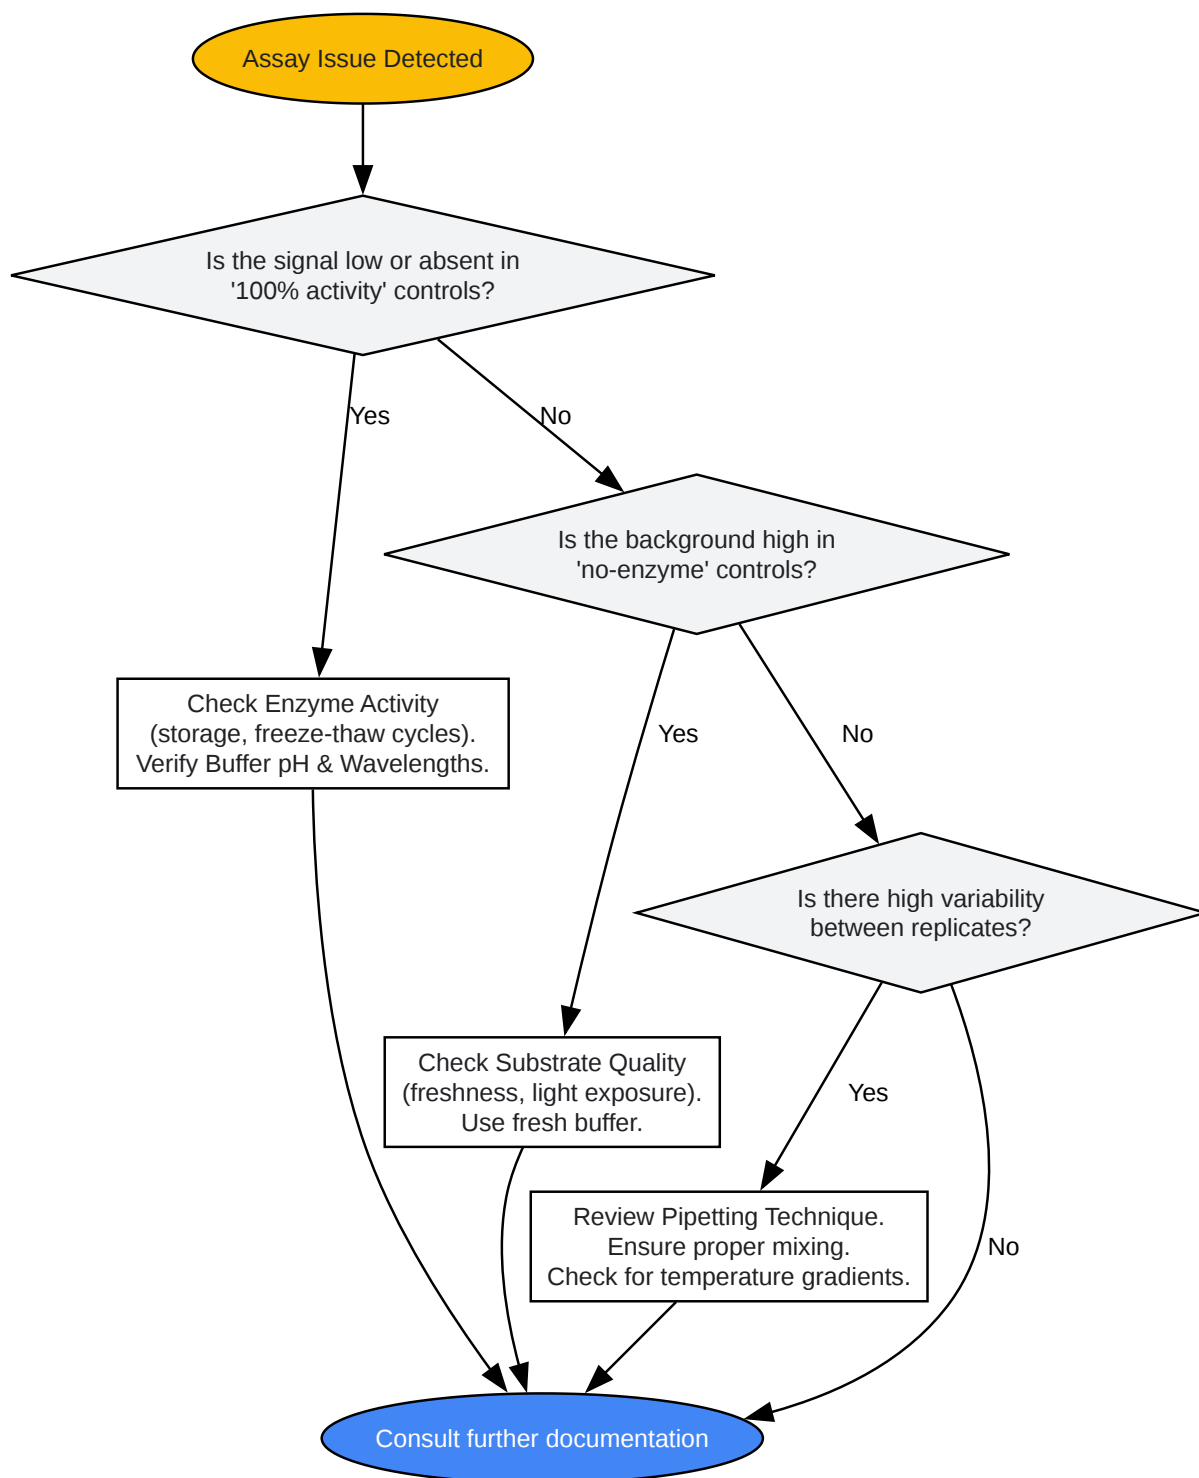 Assay Issue Detected
Is the signal low or absent in
'100% activity' controls?
Yes
No
Is the background high in
'no-enzyme' controls?
Check Enzyme Activity
(storage, freeze-thaw cycles).
Verify Buffer pH & Wavelengths.
Yes
No
Is there high variability
between replicates?
Check Substrate Quality
(freshness, light exposure).
Use fresh buffer.
Yes
Review Pipetting Technique.
Ensure proper mixing.
Check for temperature gradients.
No
Consult further documentation